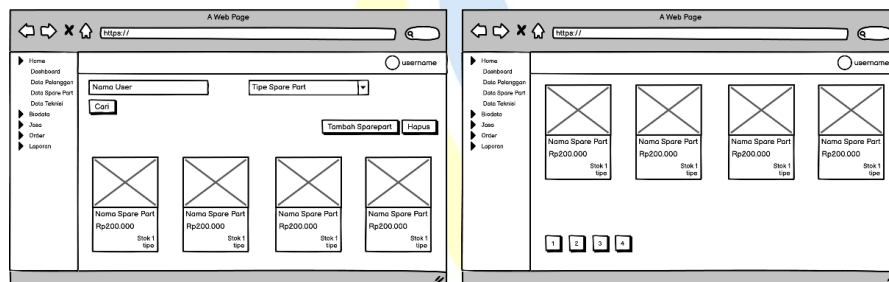 A Web Page
https://
Home
Dashboard
Data Pelanggan
Data Spare Part
Data Teknisi
Biodata
Jasa
Order
Laporan
username
Nama User
Tipe Spare Part
Cari
Tambah Sparepart
Hapus
Nama Spare Part
Rp200.000
Stok 1
tipe
Nama Spare Part
Rp200.000
Stok 1
tipe
Nama Spare Part
Rp200.000
Stok 1
tipe
Nama Spare Part
Rp200.000
Stok 1
tipe
A Web Page
https://
Home
Dashboard
Data Pelanggan
Data Spare Part
Data Teknisi
Biodata
Jasa
Order
Laporan
username
Nama Spare Part
Rp200.000
Stok 1
tipe
Nama Spare Part
Rp200.000
Stok 1
tipe
Nama Spare Part
Rp200.000
Stok 1
tipe
Nama Spare Part
Rp200.000
Stok 1
tipe
1
2
3
4